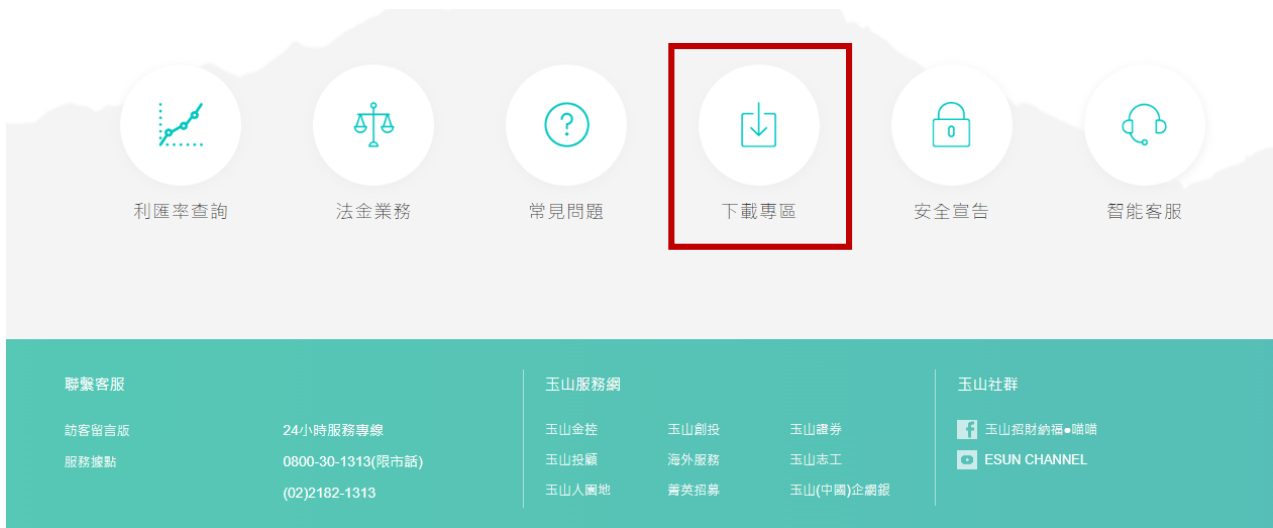 利匯率查詢 法金業務 常見問題 下載專區 安全宣告 智能客服
聯繫客服 玉山服務網 玉山社群
訪客留言版 24小時服務專線 玉山金控 玉山創投 玉山證券 玉山招財納福●喵喵
服務據點 0800-30-1313(限市話) 玉山投顧 海外服務 玉山志工 ESUN CHANNEL
(02)2182-1313 玉山人園地 菁英招募 玉山(中國)企網銀